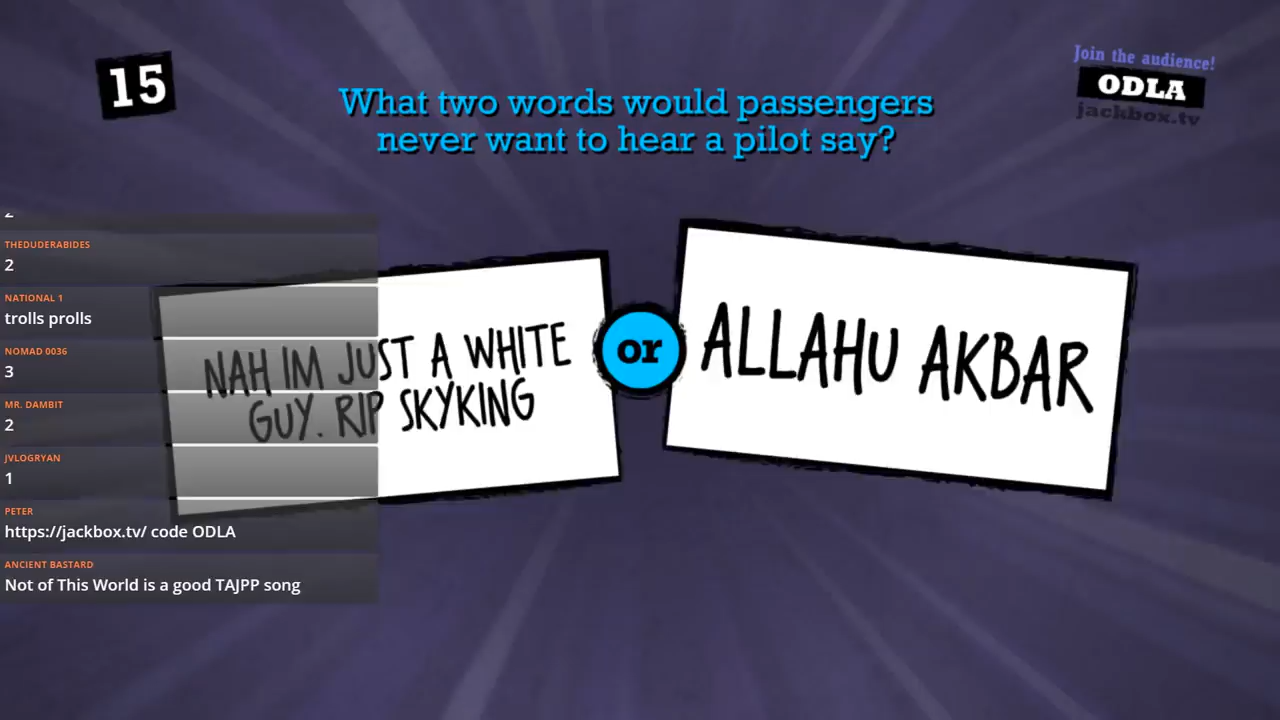 15
What two words would passengers
never want to hear a pilot say?
Join the audience!
ODLA
jackbox.tv
2
THEDUDERABIDES
2
NATIONAL 1
trolls prolls
NOMAD 0036
3
MR. DAMBIT
2
JVLOGRYAN
1
PETER
https://jackbox.tv/ code ODLA
ANCIENT BASTARD
Not of This World is a good TAJPP song
NAH IM JUST A WHITE
GUY. RIP SKYKING
or
ALLAHU AKBAR